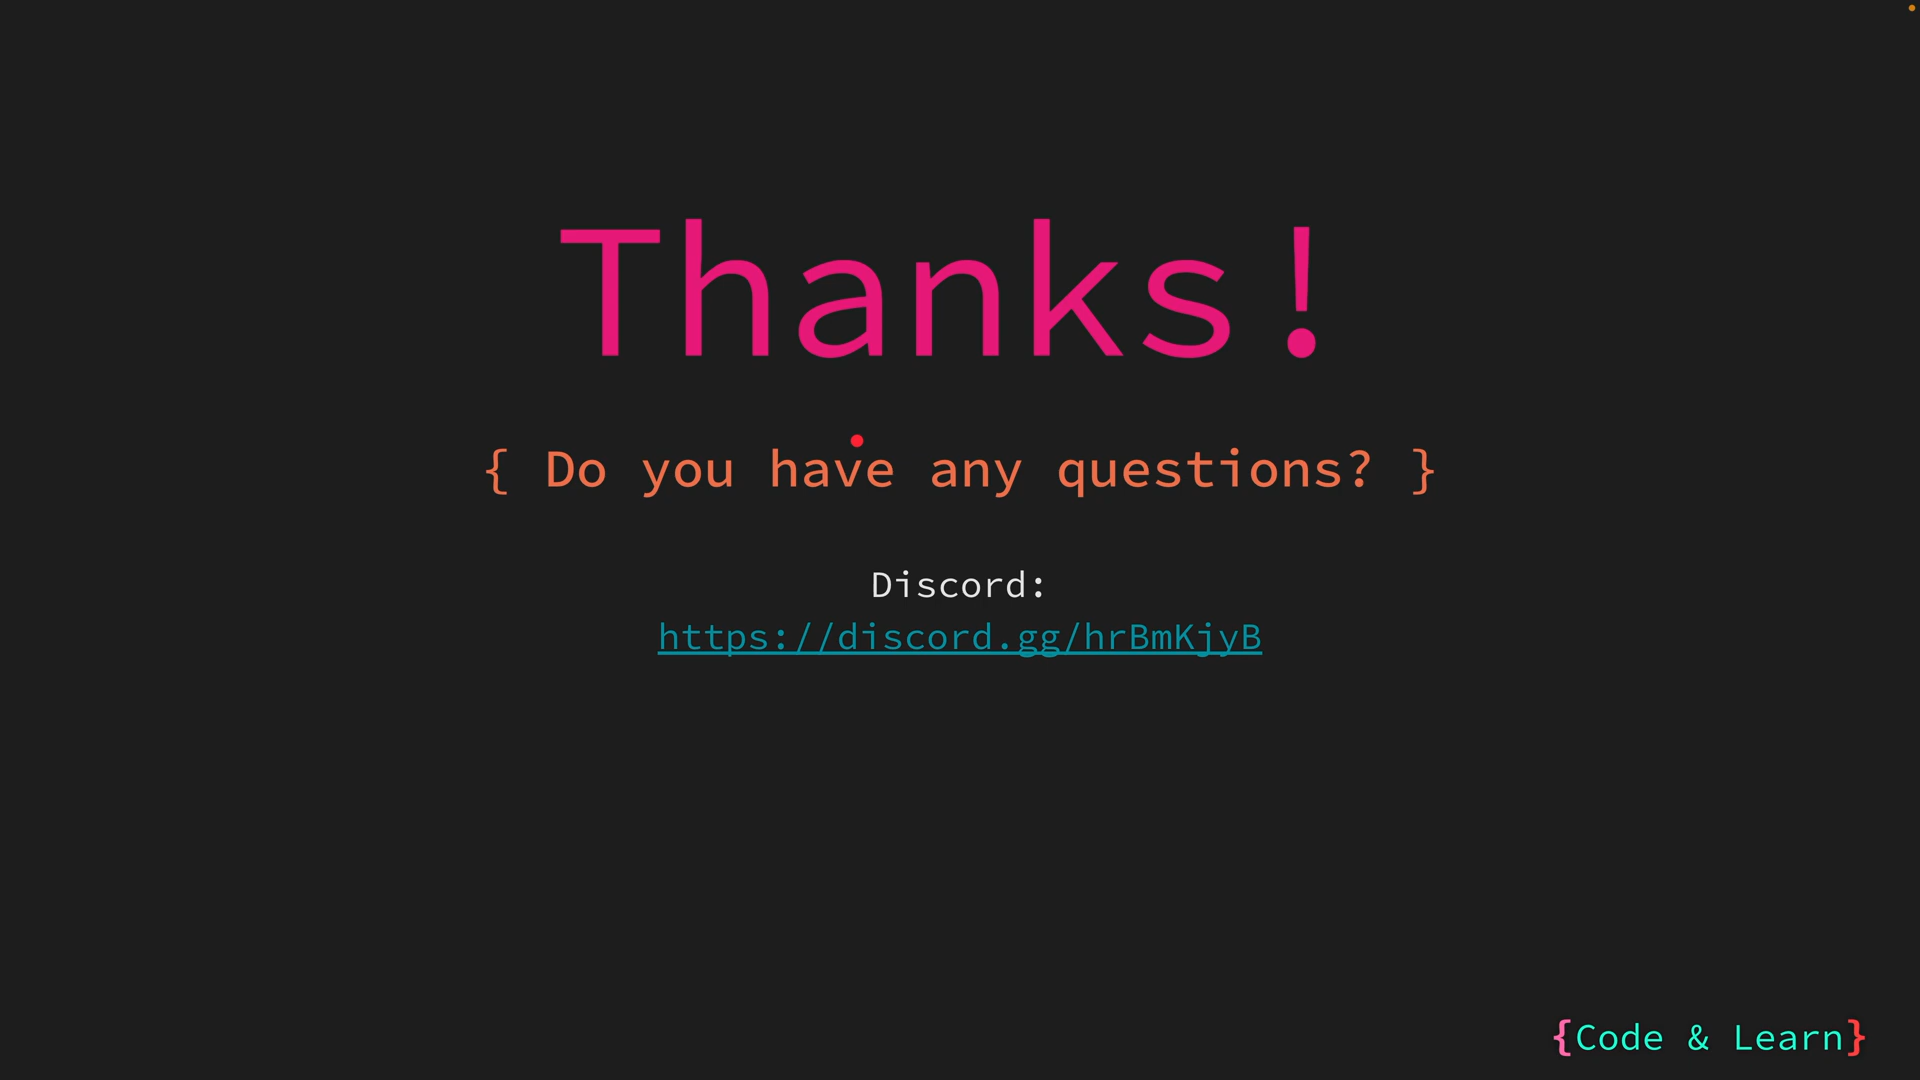 Thanks!
{ Do you have any questions? }
Discord:
https://discord.gg/hrBmKjyB
{Code & Learn}